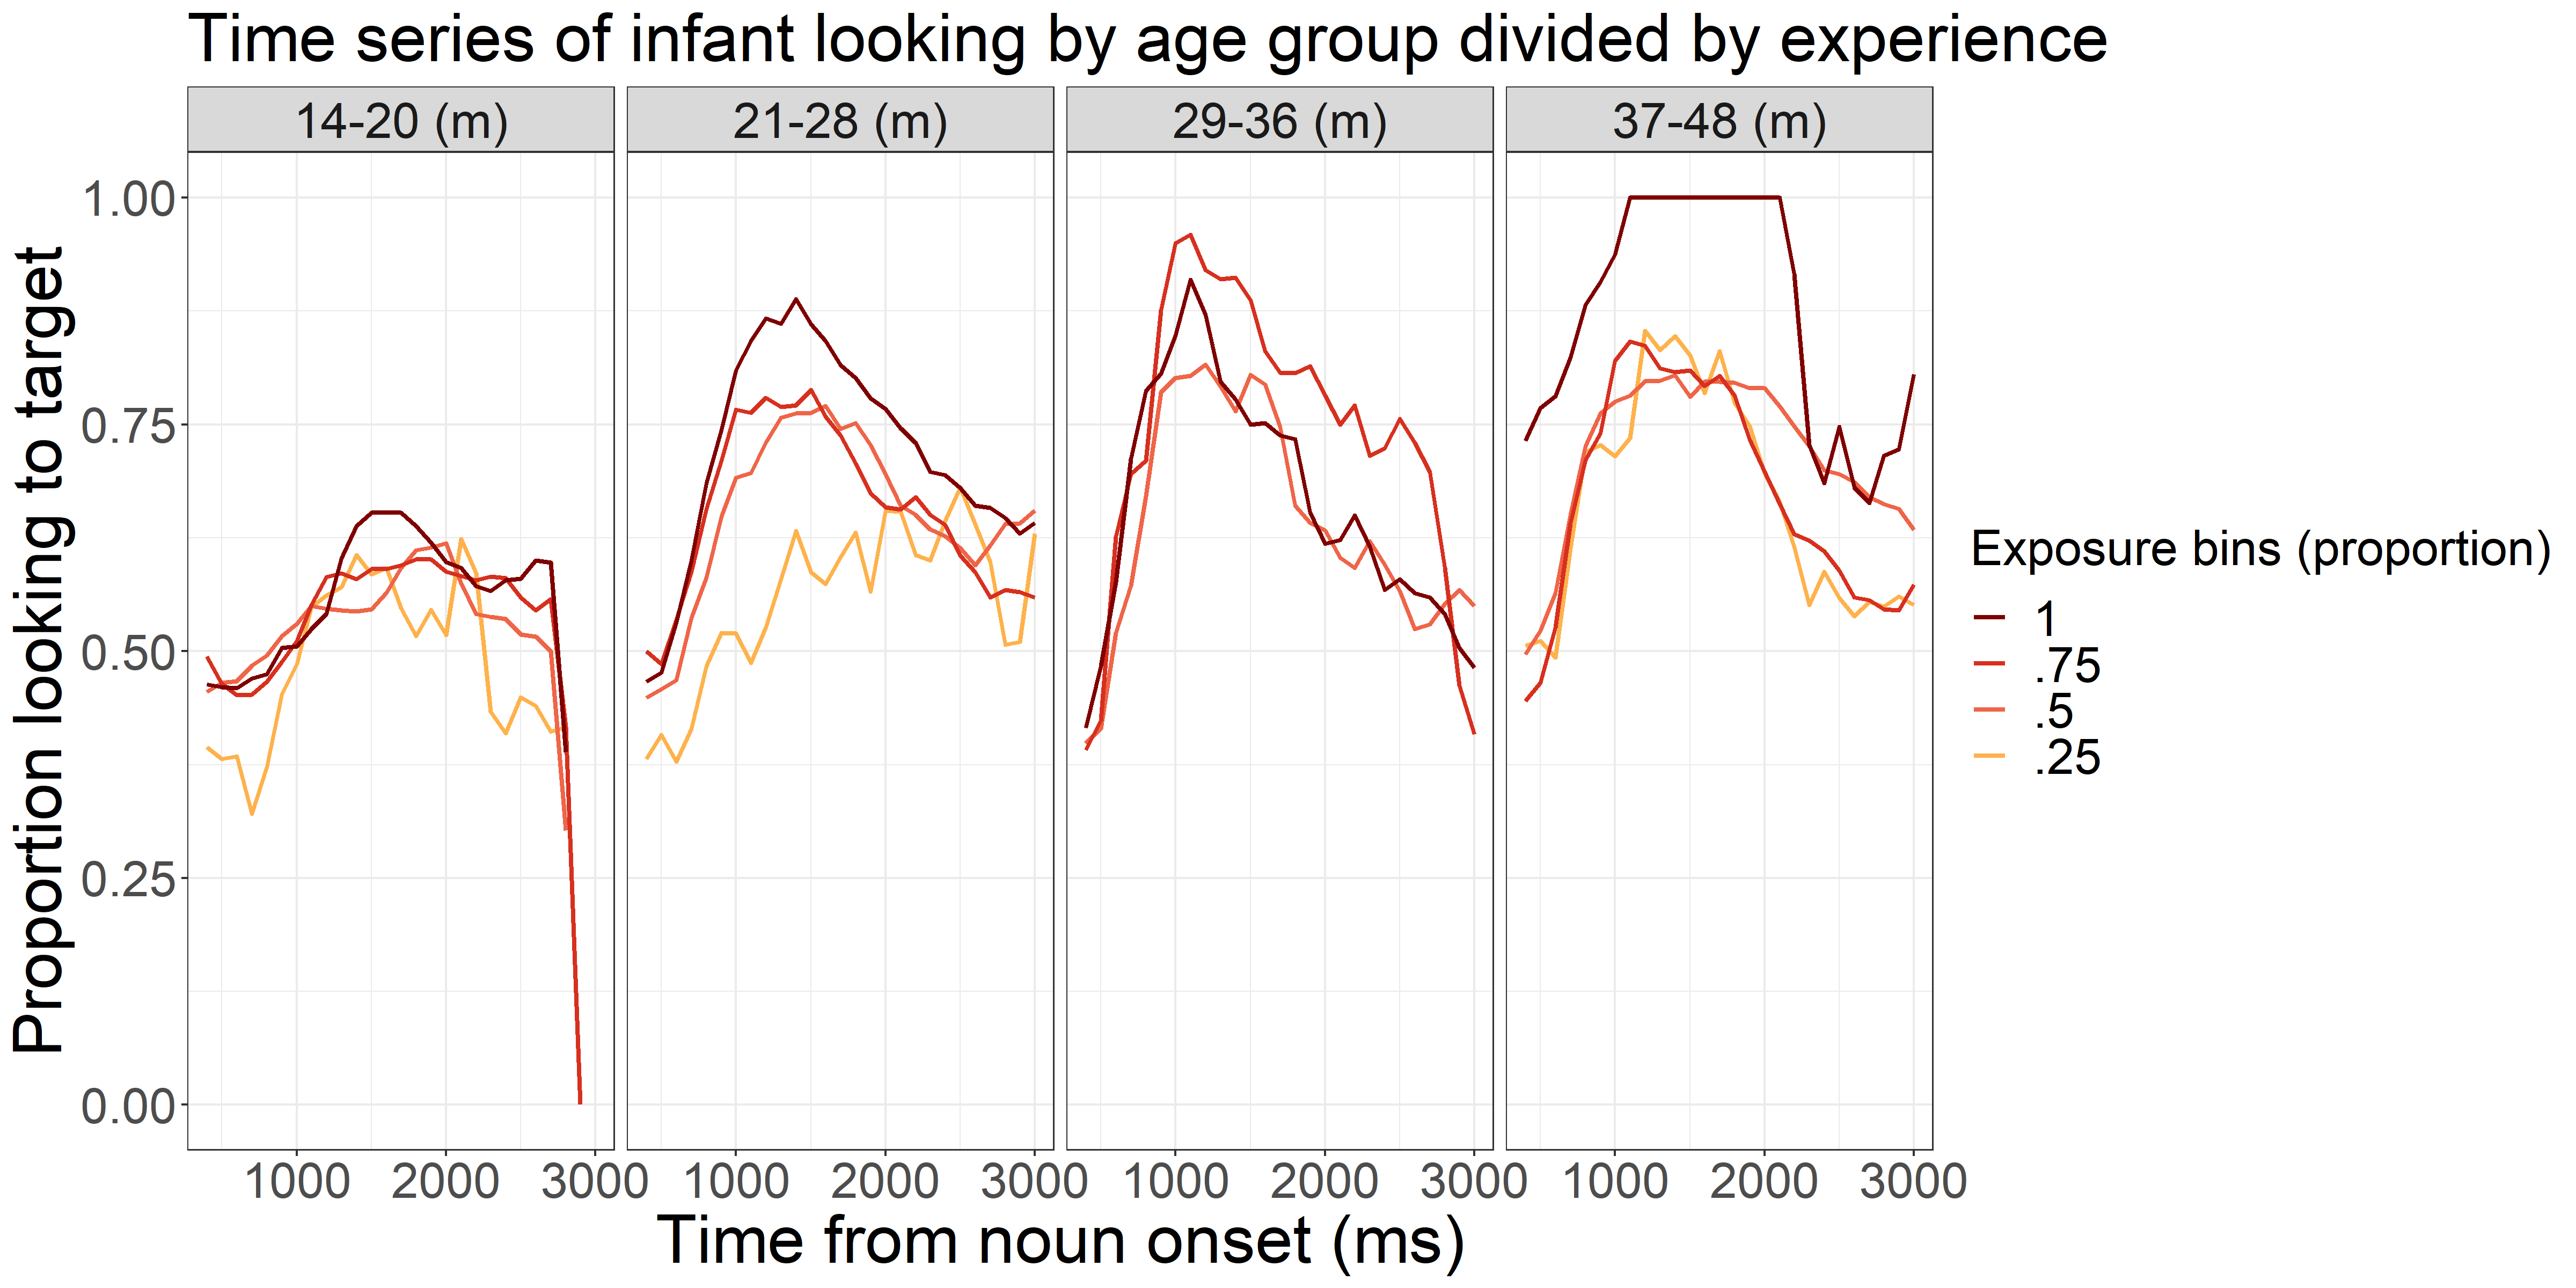 Time series of infant looking by age group divided by experience
14-20 (m) 21-28 (m) 29-36 (m) 37-48 (m)
Proportion looking to target
1.00
0.75
0.50
0.25
0.00
1000 2000 3000 1000 2000 3000 1000 2000 3000 1000 2000 3000
Time from noun onset (ms)
Exposure bins (proportion)
1
.75
.5
.25